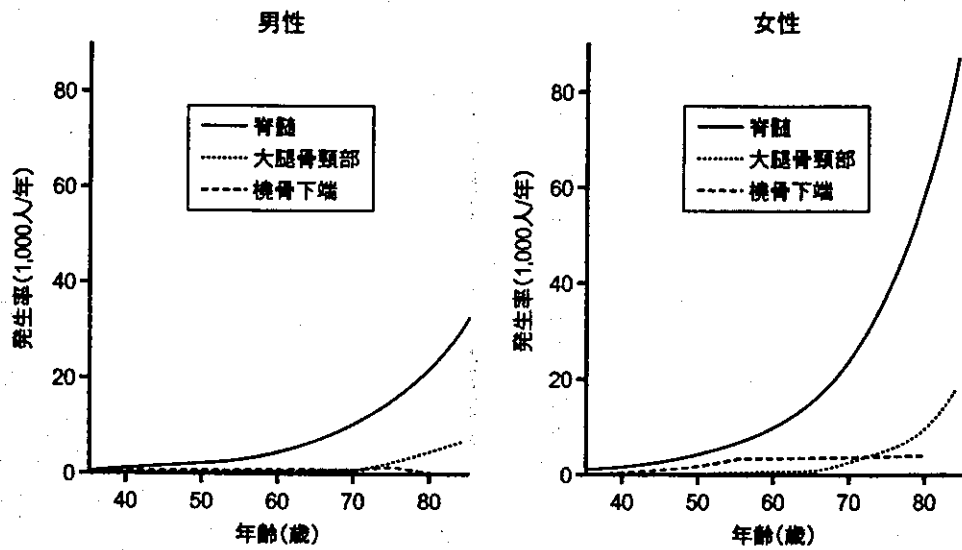 男性
80
60
40
20
0
脊髄
大腿骨頸部
橈骨下端
発生率(1,000人/年)
40 50 60 70 80
年齢(歳)
女性
80
60
40
20
0
脊髄
大腿骨頸部
橈骨下端
発生率(1,000人/年)
40 50 60 70 80
年齢(歳)